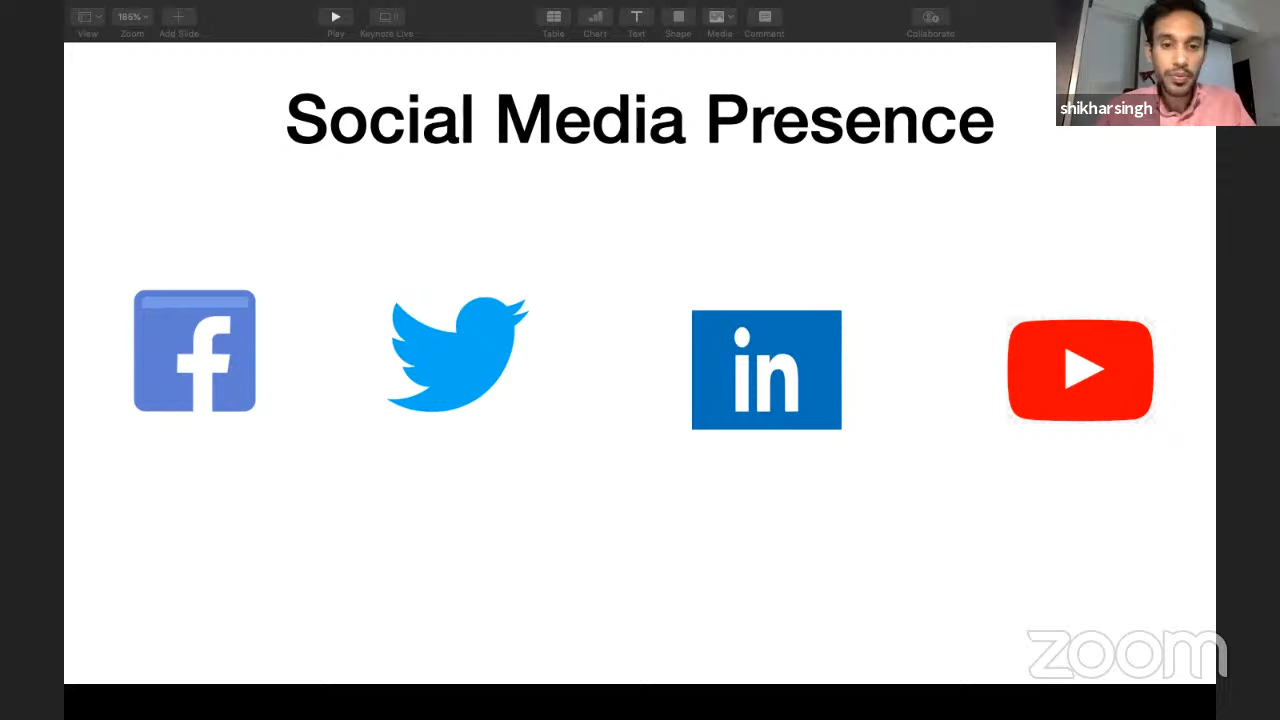 165%
View
Zoom
Add Slide
Play
Keynote Live
Table
Chart
Text
Shape
Media
Comment
Collaborate
shikharsingh
Social Media Presence
f
in
zoom